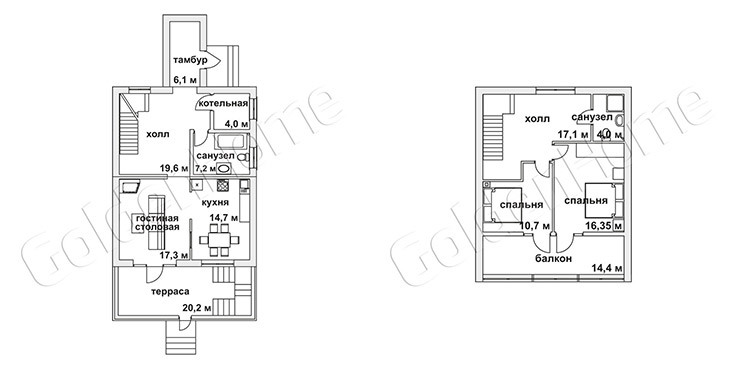 тамбур
6,1 м
котельная
4,0 м
холл
санузел
7,2 м
19,6 м
кухня
14,7 м
гостиная
столовая
17,3 м
терраса
20,2 м
холл
17,1 м
санузел
4,0 м
спальня
10,7 м
спальня
16,35 м
балкон
14,4 м
GoldenHome
GoldenHome